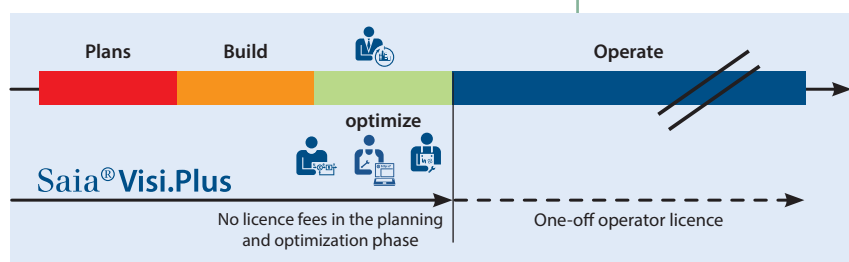 Plans
Build
Operate
optimize
Saia® Visi.Plus
No licence fees in the planning
and optimization phase
One-off operator licence